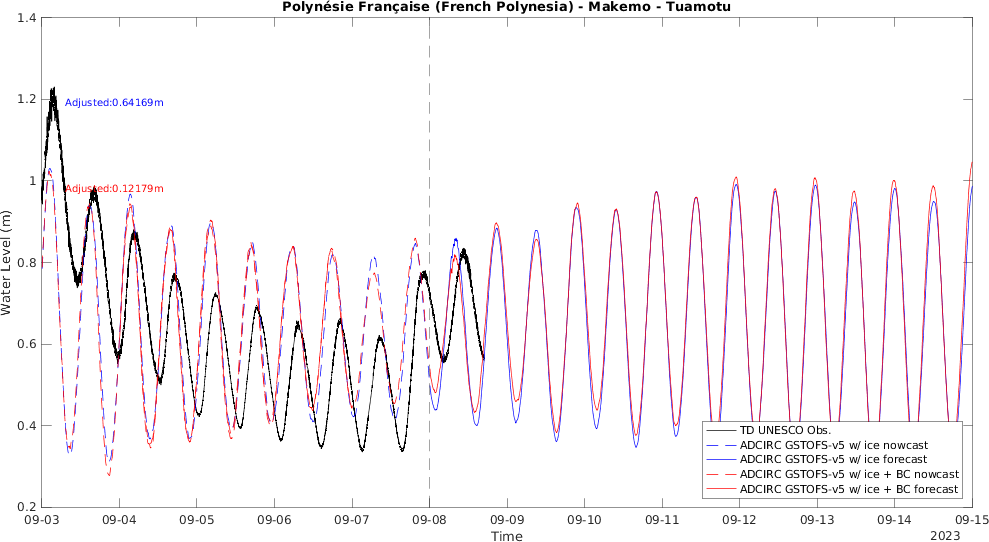 Polynésie Française (French Polynesia) - Makemo - Tuamotu
1.4
1.2
1
0.8
0.6
0.4
0.2
Water Level (m)
Adjusted:0.64169m
Adjusted:0.12179m
TD UNESCO Obs.
ADCIRC GSTOFS-v5 w/ ice nowcast
ADCIRC GSTOFS-v5 w/ ice forecast
ADCIRC GSTOFS-v5 w/ ice + BC nowcast
ADCIRC GSTOFS-v5 w/ ice + BC forecast
09-03 09-04 09-05 09-06 09-07 09-08 09-09 09-10 09-11 09-12 09-13 09-14 09-15
Time
2023